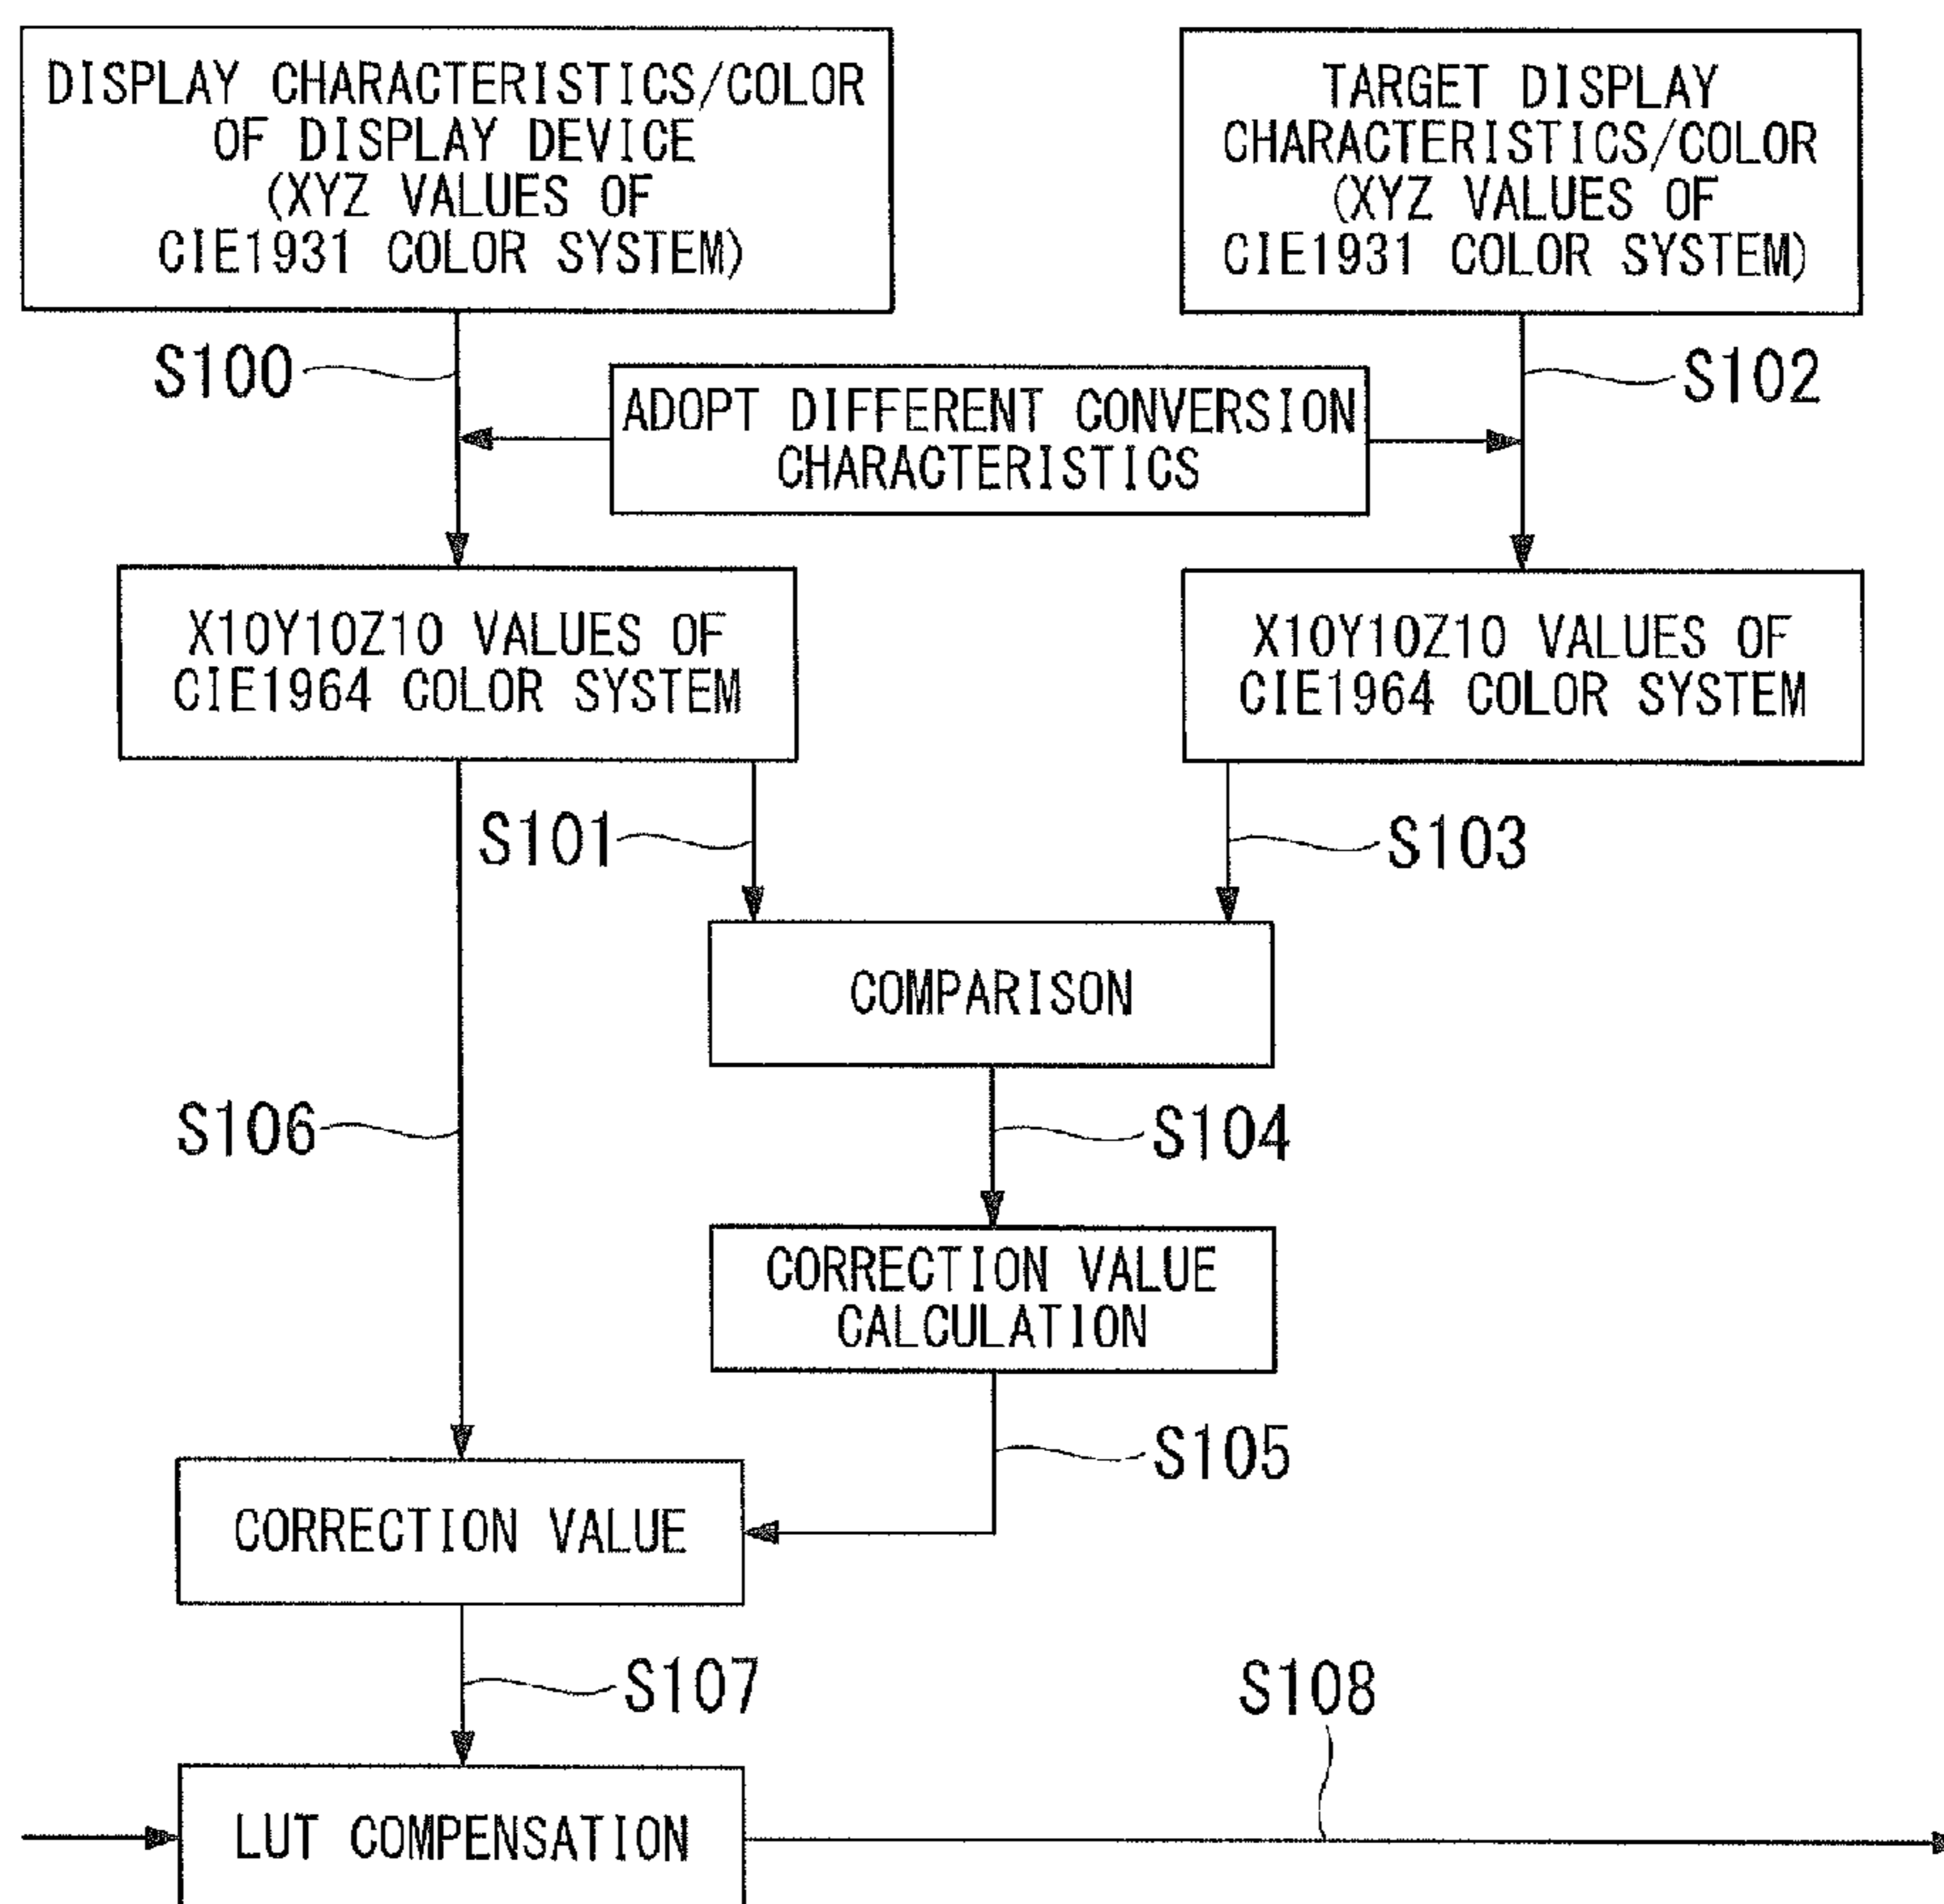 DISPLAY CHARACTERISTICS/COLOR
OF DISPLAY DEVICE
(XYZ VALUES OF
CIE1931 COLOR SYSTEM)
TARGET DISPLAY
CHARACTERISTICS/COLOR
(XYZ VALUES OF
CIE1931 COLOR SYSTEM)
S100
S102
ADOPT DIFFERENT CONVERSION
CHARACTERISTICS
X10Y10Z10 VALUES OF
CIE1964 COLOR SYSTEM
X10Y10Z10 VALUES OF
CIE1964 COLOR SYSTEM
S101
S103
COMPARISON
S106
S104
CORRECTION VALUE
CALCULATION
S105
CORRECTION VALUE
S107
S108
LUT COMPENSATION